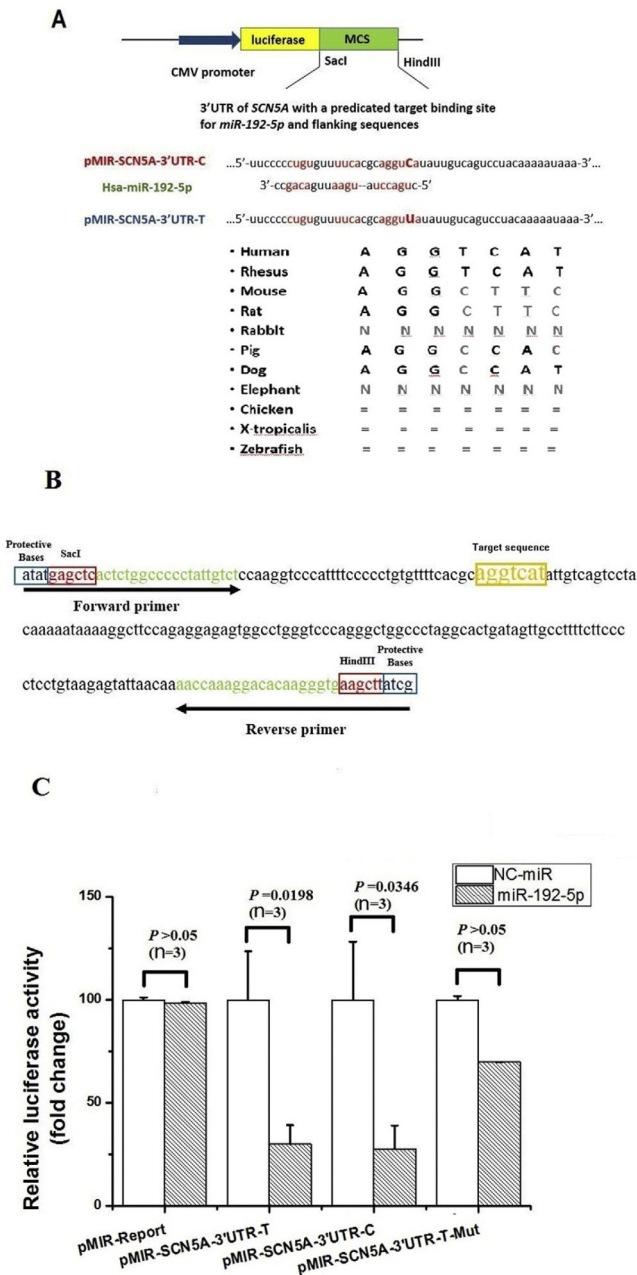 A
luciferase MCS
CMV promoter SacI HindIII
3'UTR of SCN5A with a predicated target binding site
for miR-192-5p and flanking sequences
pMIR-SCN5A-3'UTR-C ...5'-uucccccuguguuuucacgcagguCauauugucaguccuacaaaaauaaa-3'...
Hsa-miR-192-5p 3'-ccgacaguuaagu--auccaguc-5'
pMIR-SCN5A-3'UTR-T ...5'-uucccccuguguuuucacgcagguUauauugucaguccuacaaaaauaaa-3'...
• Human A G G T C A T
• Rhesus A G G T C A T
• Mouse A G G C T T C
• Rat A G G C T T C
• Rabblt N N N N N N N
• Pig A G G C C A C
• Dog A G G C C A T
• Elephant N N N N N N N
• Chicken = = = = = = =
• X-tropicalis = = = = = = =
• Zebrafish = = = = = = =
B
Protective Bases SacI Target sequence
atatgagctcactctggccccctattgtctccaaggtcccattttccccctgtgttttcacgcaggtcatattgtcagtccta
Forward primer
caaaaataaaaggcttccagaggagagtggcctgggtcccagggctggccctaggcactgatagttgccttttcttccc
HindIII Protective Bases
ctcctgtaagagtattaacaaaaccaaaggacacaagggtgaagcttatcg
Reverse primer
C
NC-miR
miR-192-5p
P >0.05 (n=3)
P =0.0198 (n=3)
P =0.0346 (n=3)
P >0.05 (n=3)
150
100
50
0
Relative luciferase activity
(fold change)
pMIR-Report
pMIR-SCN5A-3'UTR-T
pMIR-SCN5A-3'UTR-C
pMIR-SCN5A-3'UTR-T-Mut